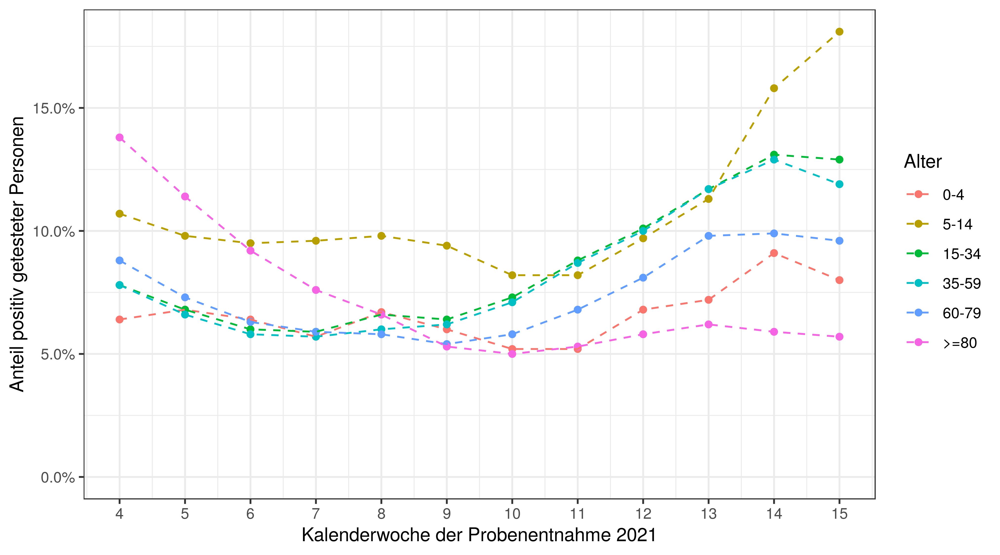 Anteil positiv getesteter Personen
15.0%
10.0%
5.0%
0.0%
4 5 6 7 8 9 10 11 12 13 14 15
Kalenderwoche der Probenentnahme 2021
Alter
0-4
5-14
15-34
35-59
60-79
>=80